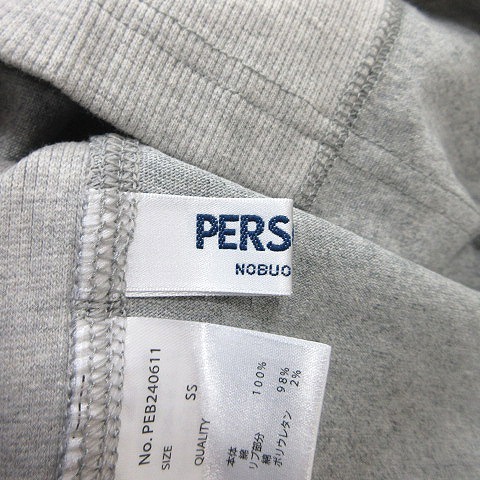 PERS
NOBUO
No. PEB240611
SIZE SS
QUALITY
本体
綿 100%
リブ部分
綿 98%
ポリウレタン 2%